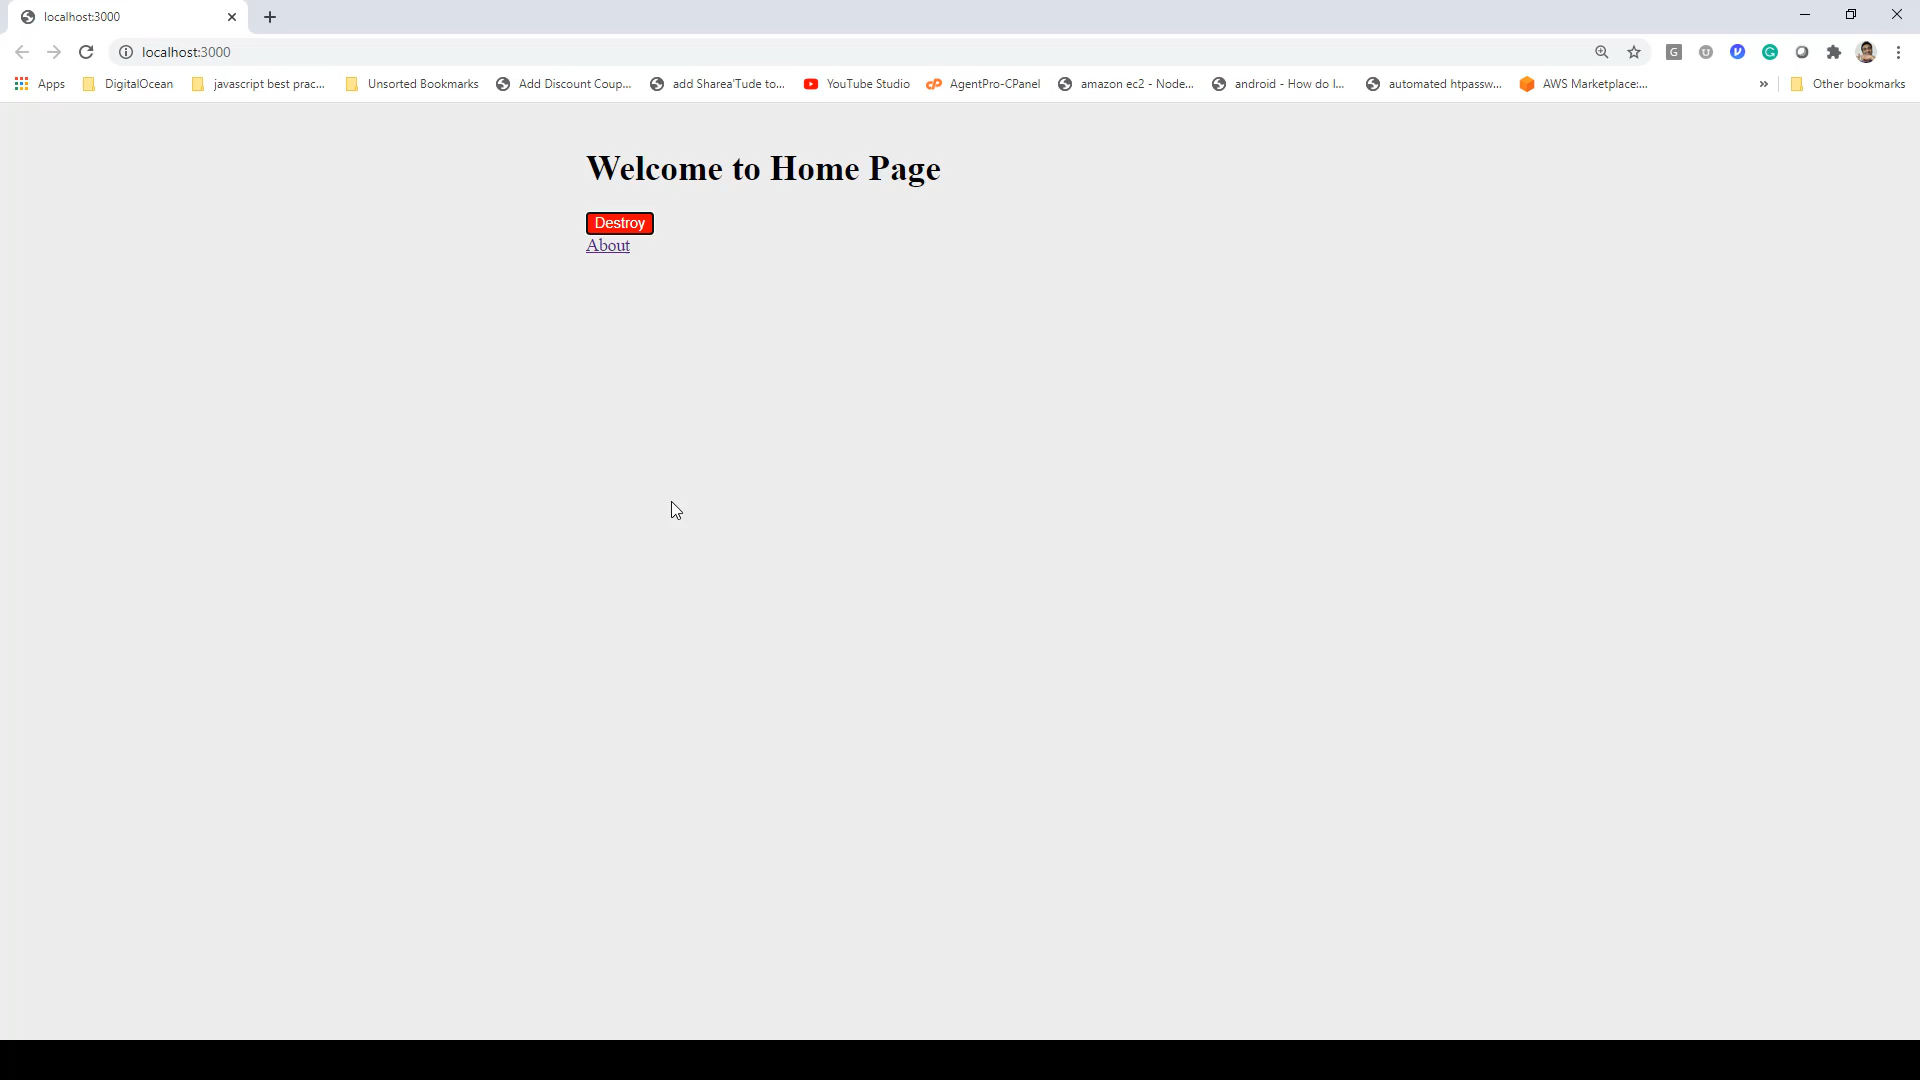 localhost:3000
localhost:3000
Apps DigitalOcean javascript best prac... Unsorted Bookmarks Add Discount Coup... add Sharea'Tude to... YouTube Studio AgentPro-CPanel amazon ec2 - Node... android - How do I... automated htpassw... AWS Marketplace:... » Other bookmarks
Welcome to Home Page
Destroy
About